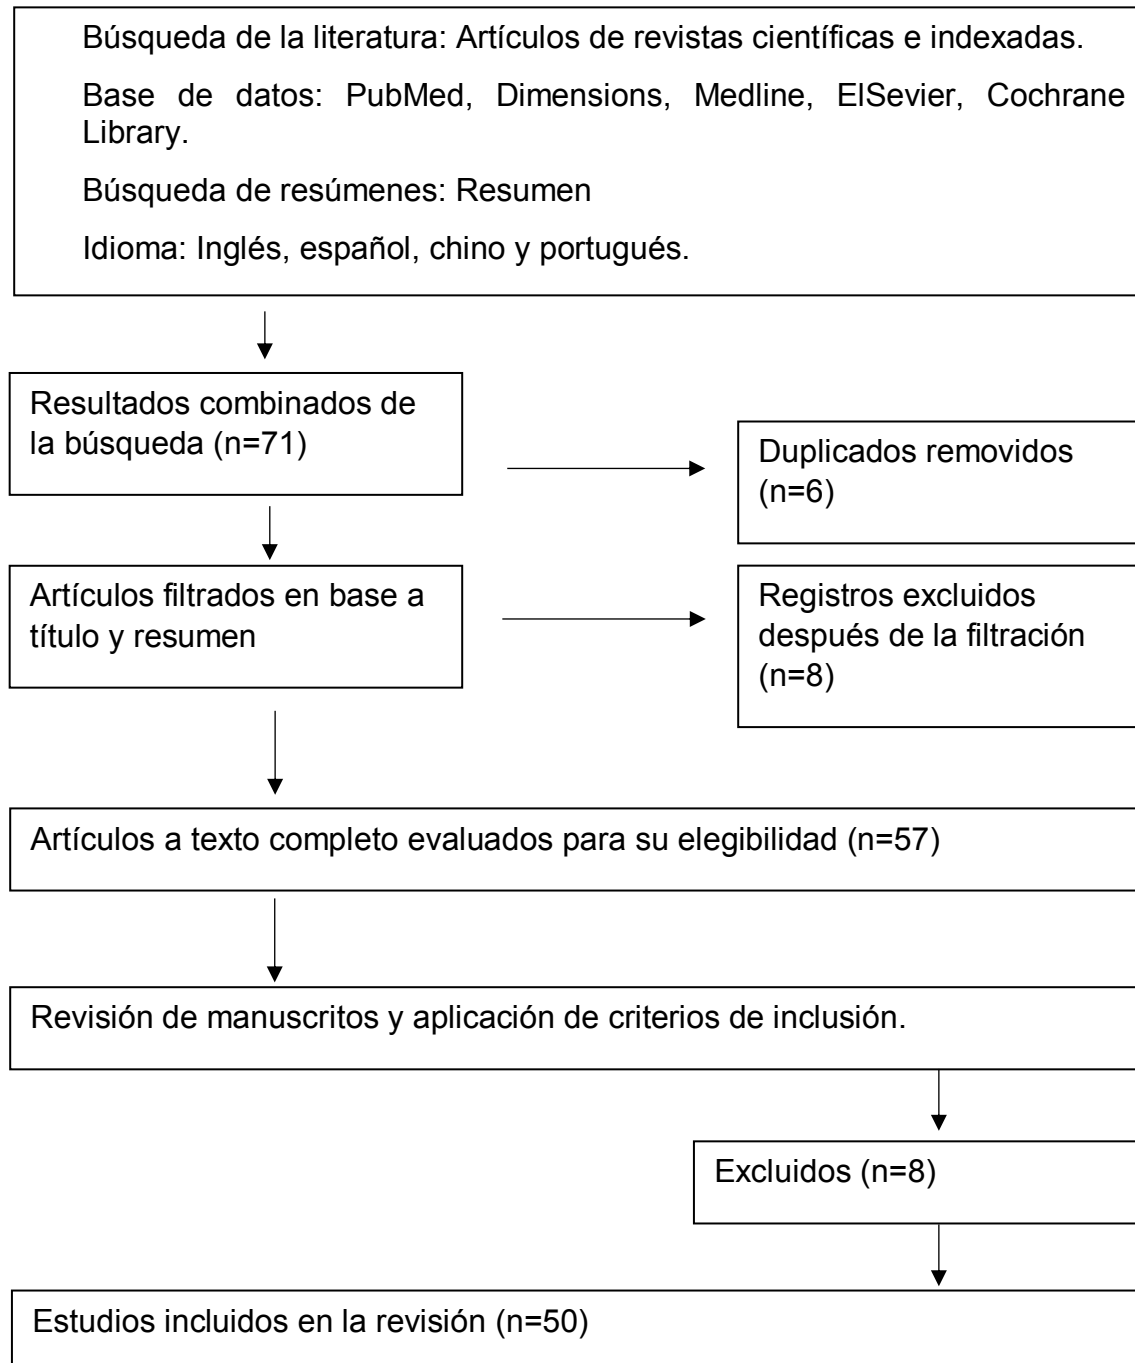 Búsqueda de la literatura: Artículos de revistas científicas e indexadas.
Base de datos: PubMed, Dimensions, Medline, ElSevier, Cochrane
Library.
Búsqueda de resúmenes: Resumen
Idioma: Inglés, español, chino y portugués.
Resultados combinados de
la búsqueda (n=71)
Duplicados removidos
(n=6)
Artículos filtrados en base a
título y resumen
Registros excluidos
después de la filtración
(n=8)
Artículos a texto completo evaluados para su elegibilidad (n=57)
Revisión de manuscritos y aplicación de criterios de inclusión.
Excluidos (n=8)
Estudios incluidos en la revisión (n=50)